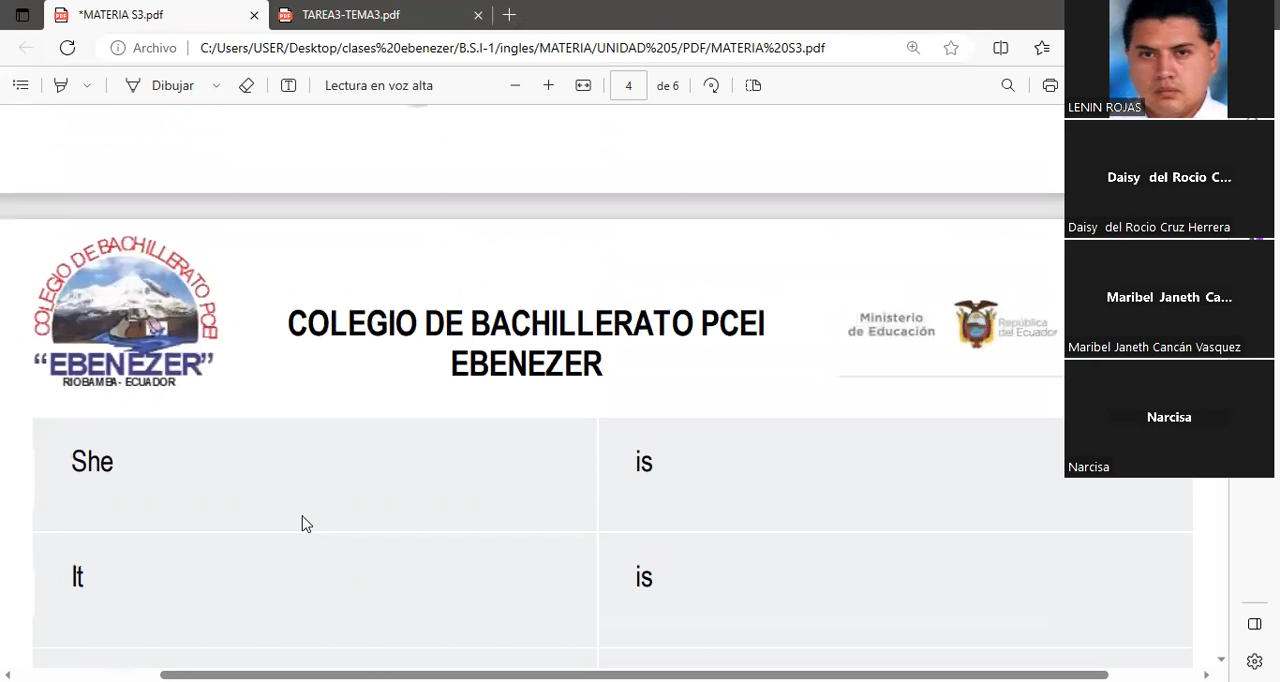 *MATERIA S3.pdf
TAREA3-TEMA3.pdf
Archivo
C:/Users/USER/Desktop/clases%20ebenezer/B.S.I-1/ingles/MATERIA/UNIDAD%205/PDF/MATERIA%20S3.pdf
Dibujar
Lectura en voz alta
4
de 6
LENIN ROJAS
Daisy del Rocio C...
Daisy del Rocio Cruz Herrera
Maribel Janeth Ca...
Maribel Janeth Cancán Vasquez
Narcisa
Narcisa
COLEGIO DE BACHILLERATO PCEI
"EBENEZER"
RIOBAMBA - ECUADOR
COLEGIO DE BACHILLERATO PCEI
EBENEZER
Ministerio
de Educación
República
del Ecuador
She
is
It
is